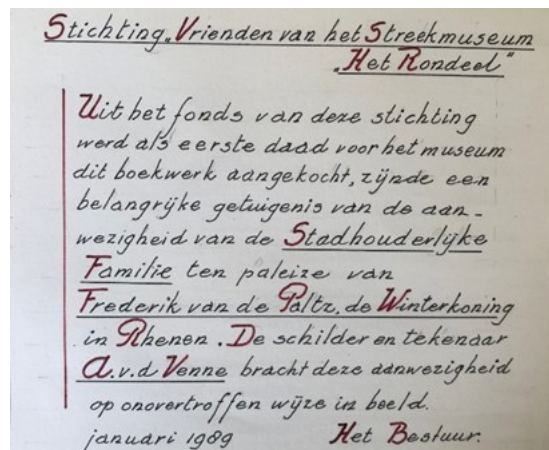 Stichting „Vrienden van het Streekmuseum
„Het Rondeel"
Uit het fonds van deze stichting
werd als eerste daad voor het museum
dit boekwerk aangekocht, zijnde een
belangrijke getuigenis van de aan-
wezigheid van de Stadhouderlijke
Familie ten paleize van
Frederik van de Paltz, de Winterkoning
in Rhenen. De schilder en tekenaar
A.v.d Venne bracht deze aanwezigheid
op onovertroffen wijze in beeld.
januari 1989 Het Bestuur.